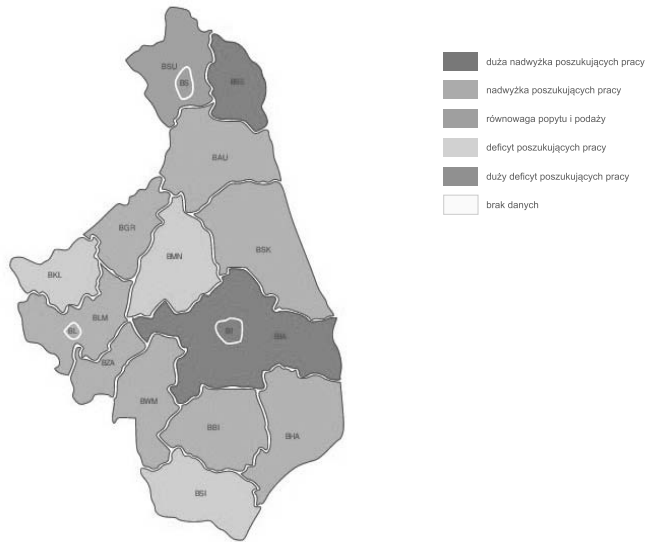 duża nadwyżka poszukujących pracy
nadwyżka poszukujących pracy
równowaga popytu i podaży
deficyt poszukujących pracy
duży deficyt poszukujących pracy
brak danych
BSU
BS
BSE
BAU
BGR
BMN
BSK
BKL
BLM
BL
BZA
BI
BIA
BWM
BBI
BHA
BSI